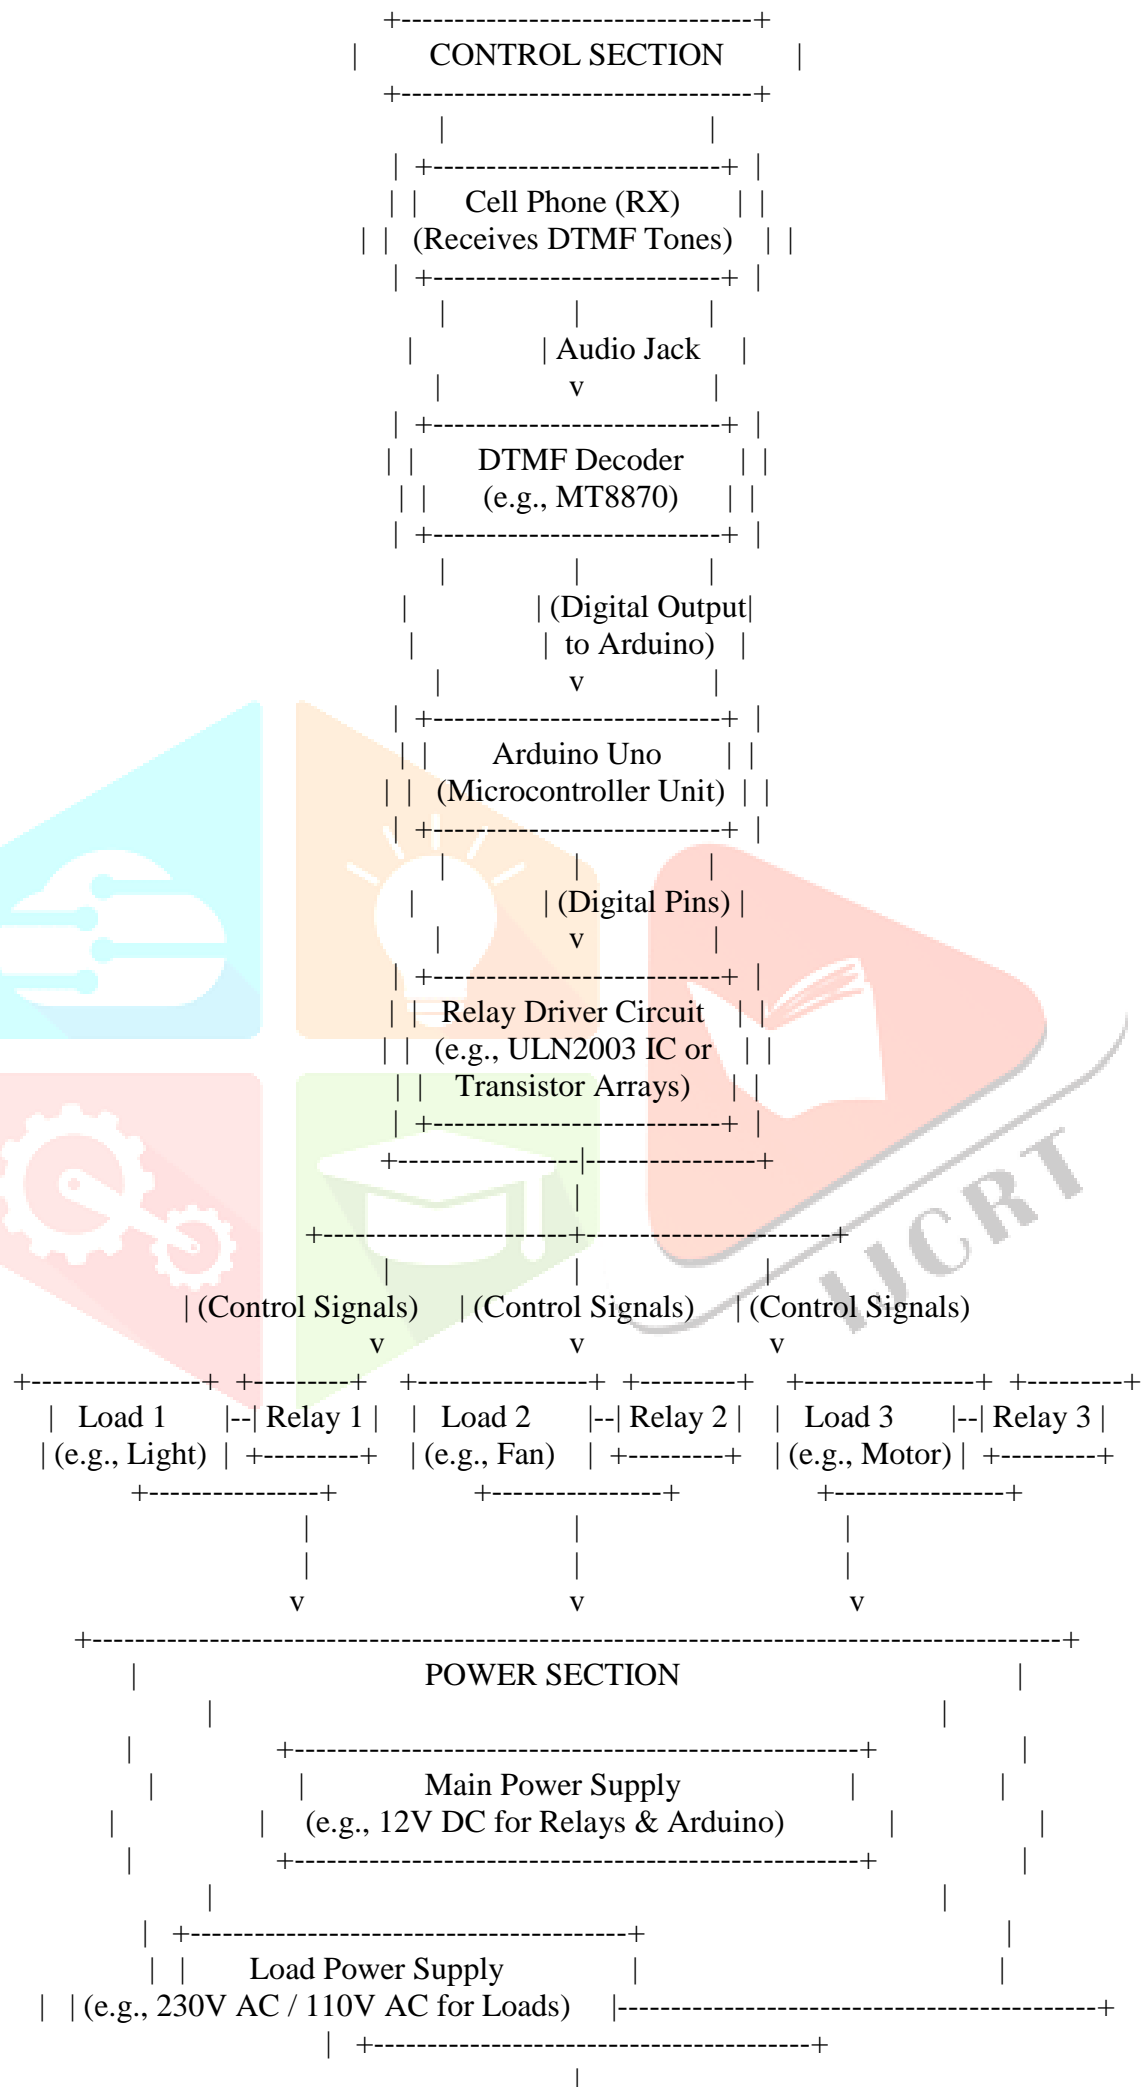 +---------------------------------+
| CONTROL SECTION |
+---------------------------------+
| |
| +---------------------------+ |
| | Cell Phone (RX) | |
| | (Receives DTMF Tones) | |
| +---------------------------+ |
| | |
| | Audio Jack |
| v |
| +---------------------------+ |
| | DTMF Decoder | |
| | (e.g., MT8870) | |
| +---------------------------+ |
| | |
| | (Digital Output|
| | to Arduino) |
| v |
| +---------------------------+ |
| | Arduino Uno | |
| | (Microcontroller Unit) | |
| +---------------------------+ |
| | |
| | (Digital Pins) |
| v |
| +---------------------------+ |
| | Relay Driver Circuit | |
| | (e.g., ULN2003 IC or | |
| | Transistor Arrays) | |
| +---------------------------+ |
+-----------------|----------------+
|
+-----------------------+-----------------------+
| | |
| (Control Signals) | (Control Signals) | (Control Signals)
v v v
+----------------+ +---------+ +----------------+ +---------+ +----------------+ +---------+
| Load 1 |--| Relay 1 | | Load 2 |--| Relay 2 | | Load 3 |--| Relay 3 |
| (e.g., Light) | +---------+ | (e.g., Fan) | +---------+ | (e.g., Motor) | +---------+
+----------------+ +----------------+ +----------------+
| | |
| | |
v v v
+-------------------------------------------------------------------------------------------+
| POWER SECTION |
| |
| +-----------------------------------------------------+ |
| | Main Power Supply | |
| | (e.g., 12V DC for Relays & Arduino) | |
| +-----------------------------------------------------+ |
| |
| +-------------------------------------------+ |
| | Load Power Supply | |
| | (e.g., 230V AC / 110V AC for Loads) |---------------------------------------------+
| +-----------------------------------------+
|
IJCRT